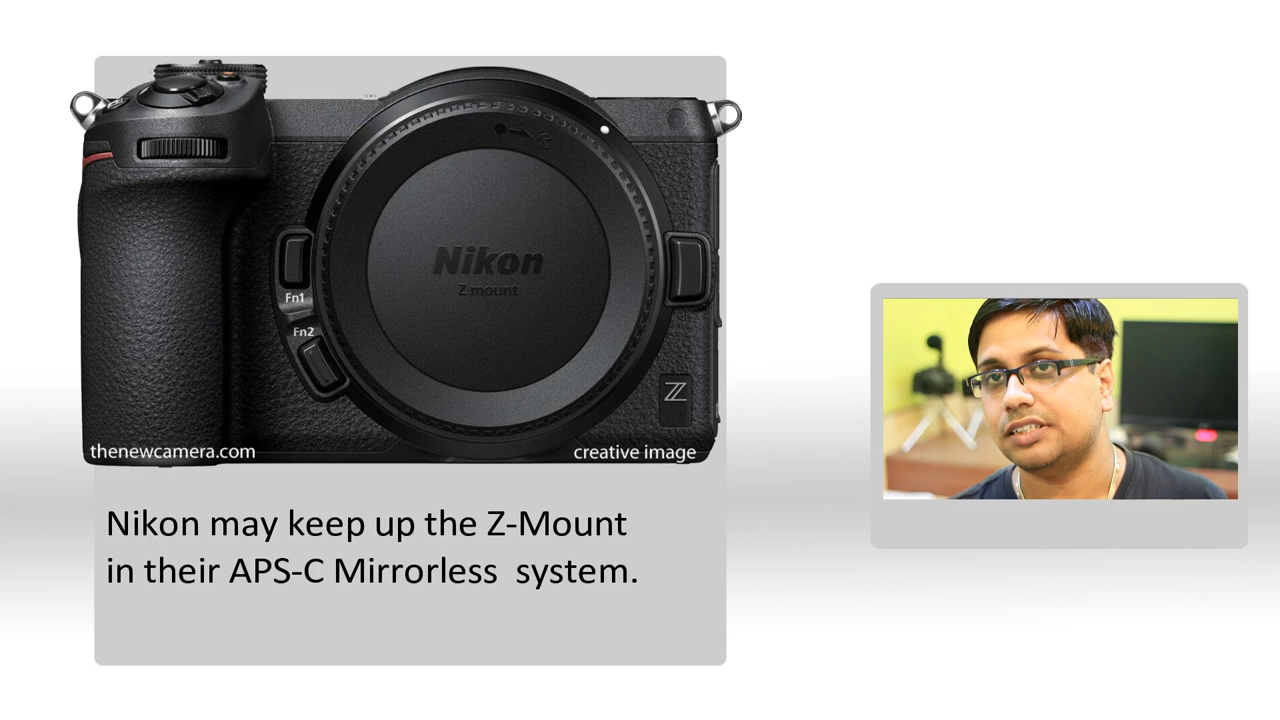 Nikon
Z mount
Fn1
Fn2
Z
thenewcamera.com
creative image
Nikon may keep up the Z-Mount
in their APS-C Mirrorless  system.